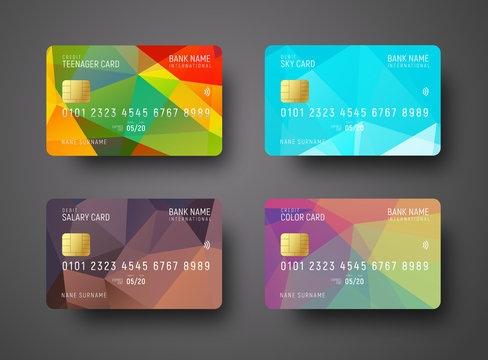 CREDIT
TEENAGER CARD
BANK NAME
INTERNATIONAL
0101 2323 4545 6767 8989
05/20
NANE SURNAME
DEBIT
SKY CARD
BANK NAME
INTERNATIONAL
0101 2323 4545 6767 8989
05/20
NANE SURNAME
DEBIT
SALARY CARD
BANK NAME
INTERNATIONAL
0101 2323 4545 6767 8989
05/20
NANE SURNAME
CREDIT
COLOR CARD
BANK NAME
INTERNATIONAL
0101 2323 4545 6767 8989
05/20
NANE SURNAME